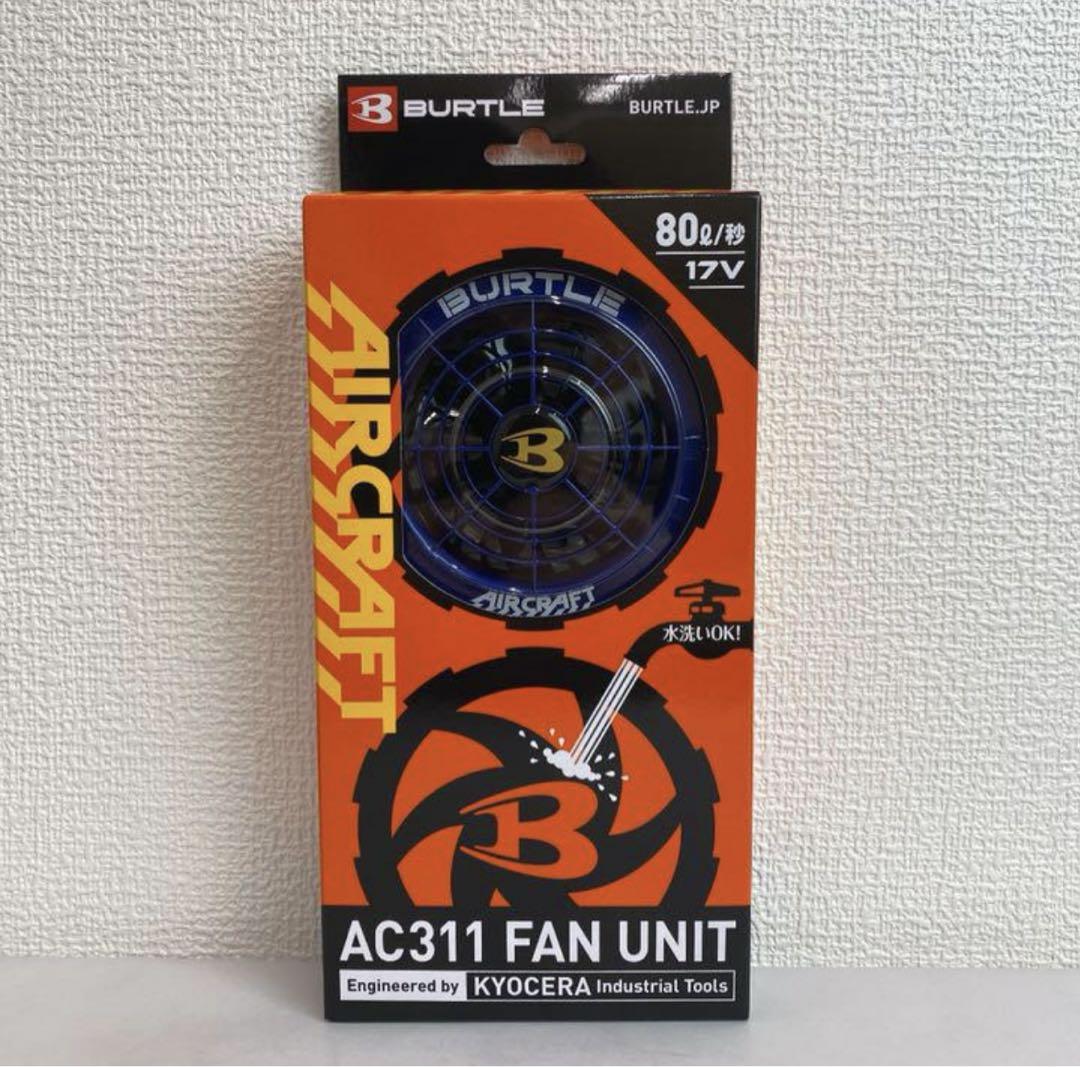 B BURTLE
BURTLE.JP
80ℓ/秒
17V
BURTLE
AIRCRAFT
B
AIRCRAFT
水洗いOK!
B
AC311 FAN UNIT
Engineered by KYOCERA Industrial Tools